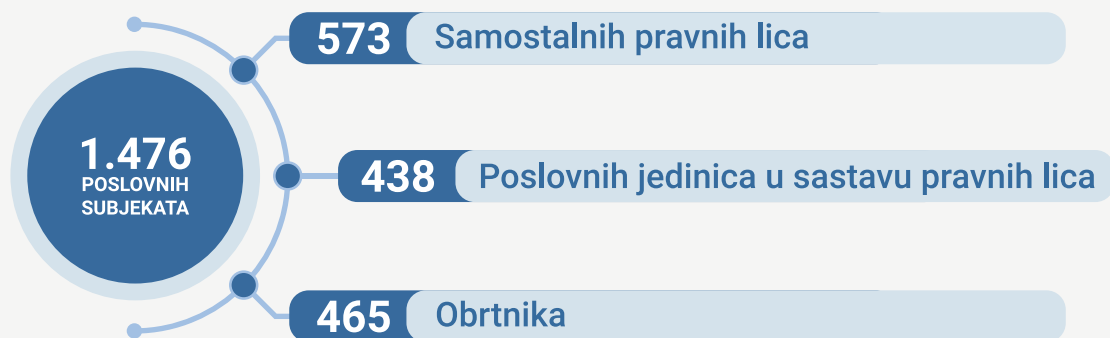 1.476
POSLOVNIH
SUBJEKATA
573 Samostalnih pravnih lica
438 Poslovnih jedinica u sastavu pravnih lica
465 Obrtnika